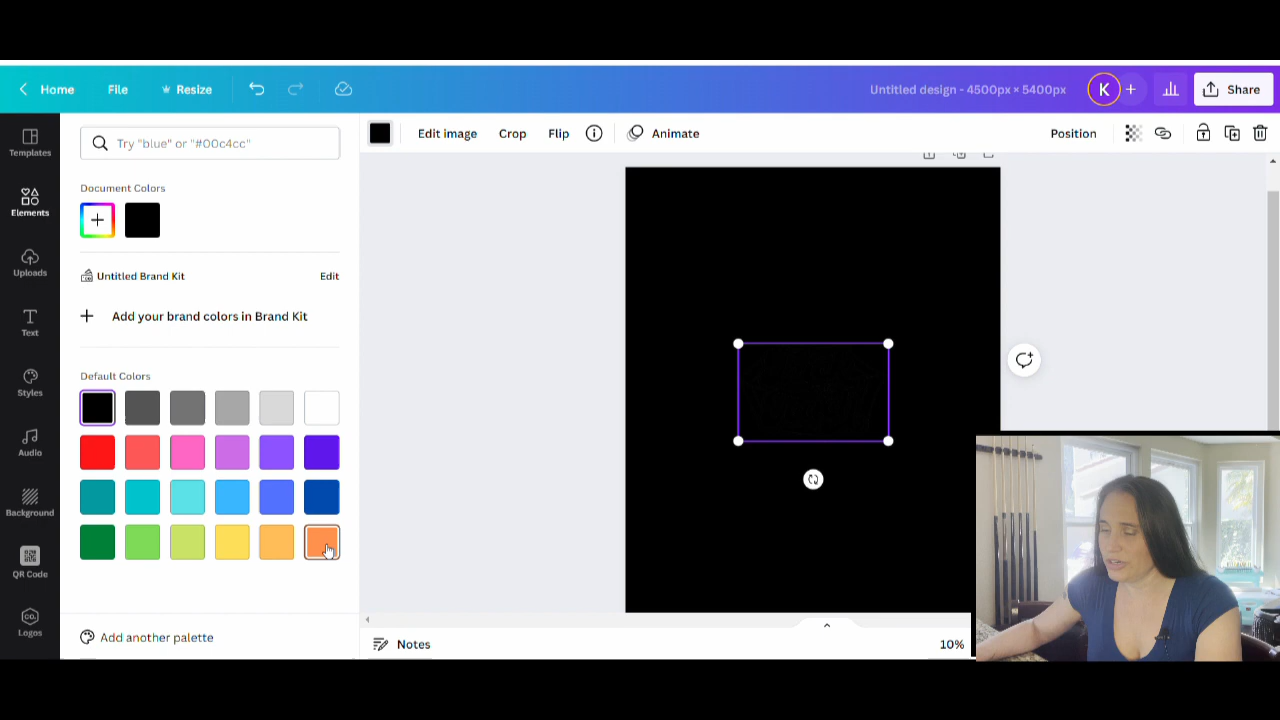 Home File Resize Untitled design - 4500px × 5400px K + Share
Templates
Elements
Uploads
Text
Styles
Audio
Background
QR Code
CO.
Logos
Try "blue" or "#00c4cc"
Document Colors
Untitled Brand Kit Edit
Add your brand colors in Brand Kit
Default Colors
Add another palette
Edit image Crop Flip Animate Position
Notes 10%